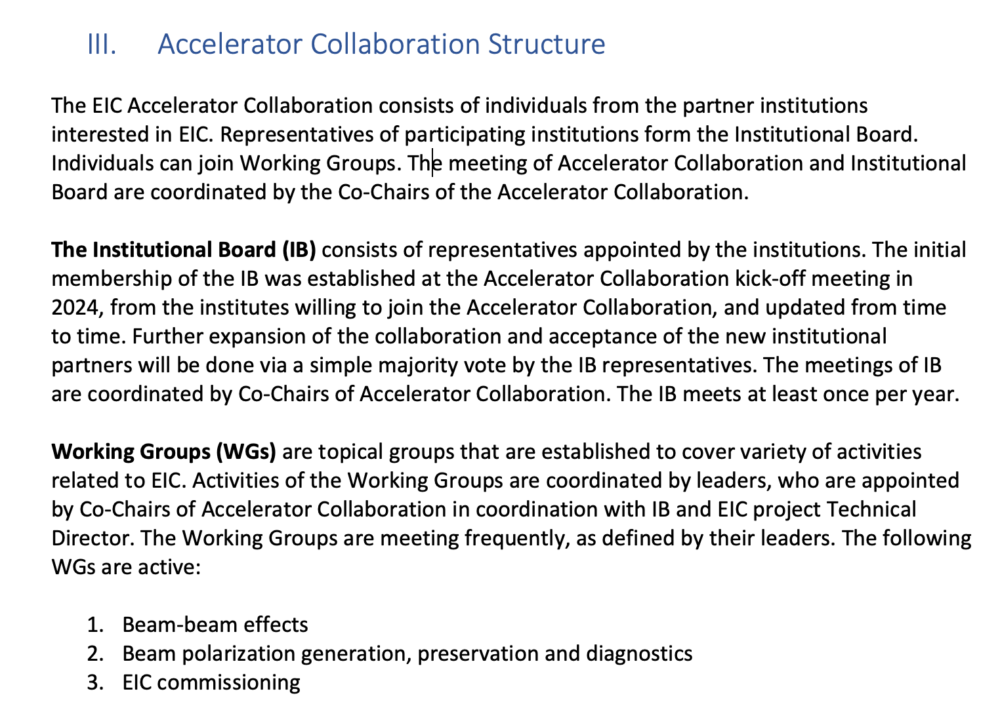 III. Accelerator Collaboration Structure
The EIC Accelerator Collaboration consists of individuals from the partner institutions
interested in EIC. Representatives of participating institutions form the Institutional Board.
Individuals can join Working Groups. The meeting of Accelerator Collaboration and Institutional
Board are coordinated by the Co-Chairs of the Accelerator Collaboration.
The Institutional Board (IB) consists of representatives appointed by the institutions. The initial
membership of the IB was established at the Accelerator Collaboration kick-off meeting in
2024, from the institutes willing to join the Accelerator Collaboration, and updated from time
to time. Further expansion of the collaboration and acceptance of the new institutional
partners will be done via a simple majority vote by the IB representatives. The meetings of IB
are coordinated by Co-Chairs of Accelerator Collaboration. The IB meets at least once per year.
Working Groups (WGs) are topical groups that are established to cover variety of activities
related to EIC. Activities of the Working Groups are coordinated by leaders, who are appointed
by Co-Chairs of Accelerator Collaboration in coordination with IB and EIC project Technical
Director. The Working Groups are meeting frequently, as defined by their leaders. The following
WGs are active:
1. Beam-beam effects
2. Beam polarization generation, preservation and diagnostics
3. EIC commissioning